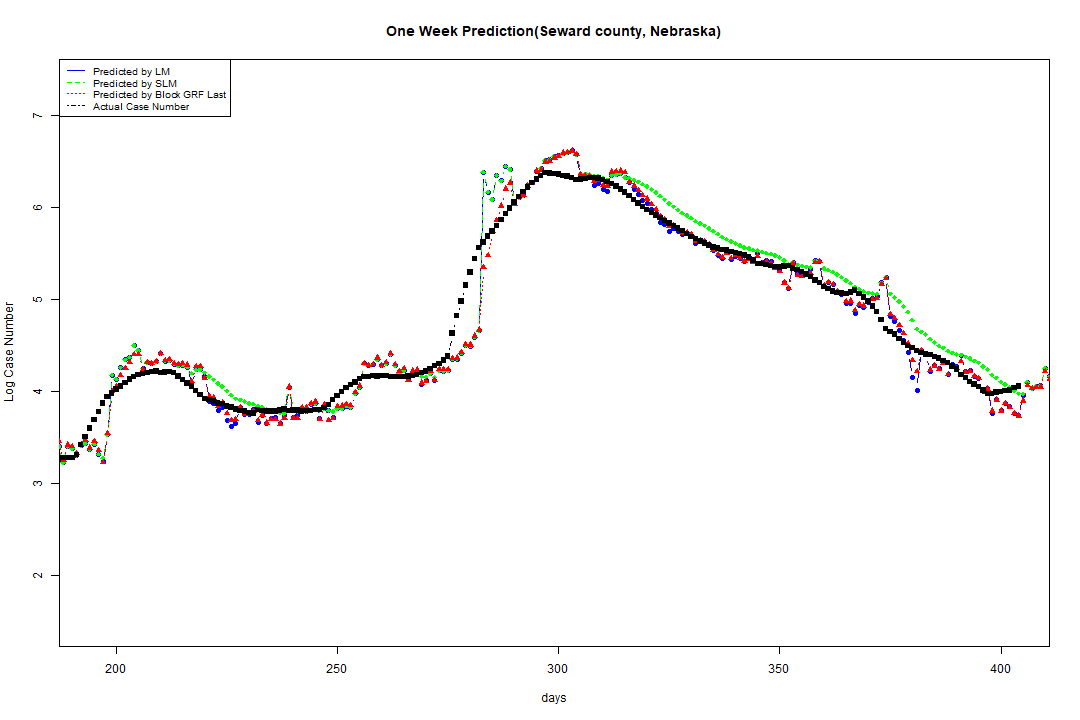 One Week Prediction(Seward county, Nebraska)
Predicted by LM
Predicted by SLM
Predicted by Block GRF Last
Actual Case Number
7
6
5
4
3
2
Log Case Number
200 250 300 350 400
days